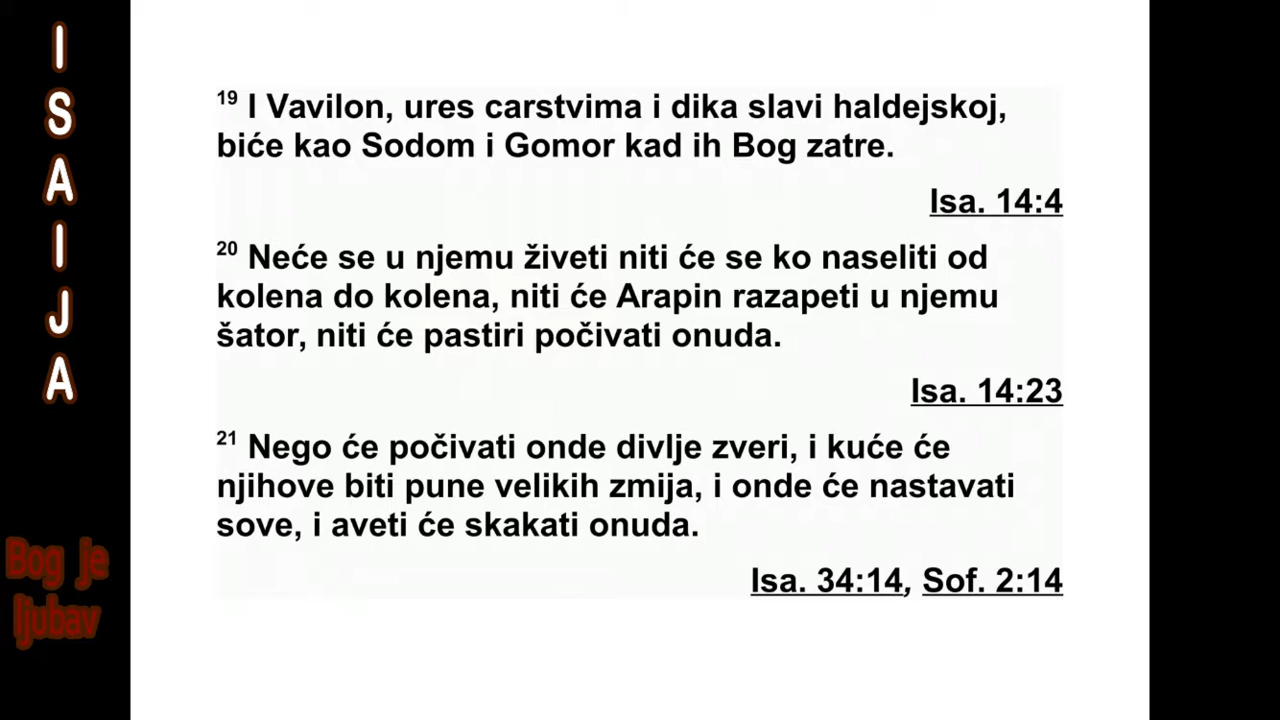 ISAIJA
Bog je
ljubav
19 I Vavilon, ures carstvima i dika slavi haldejskoj,
biće kao Sodom i Gomor kad ih Bog zatre.
Isa. 14:4
20 Neće se u njemu živeti niti će se ko naseliti od
kolena do kolena, niti će Arapin razapeti u njemu
šator, niti će pastiri počivati onuda.
Isa. 14:23
21 Nego će počivati onde divlje zveri, i kuće će
njihove biti pune velikih zmija, i onde će nastavati
sove, i aveti će skakati onuda.
Isa. 34:14, Sof. 2:14